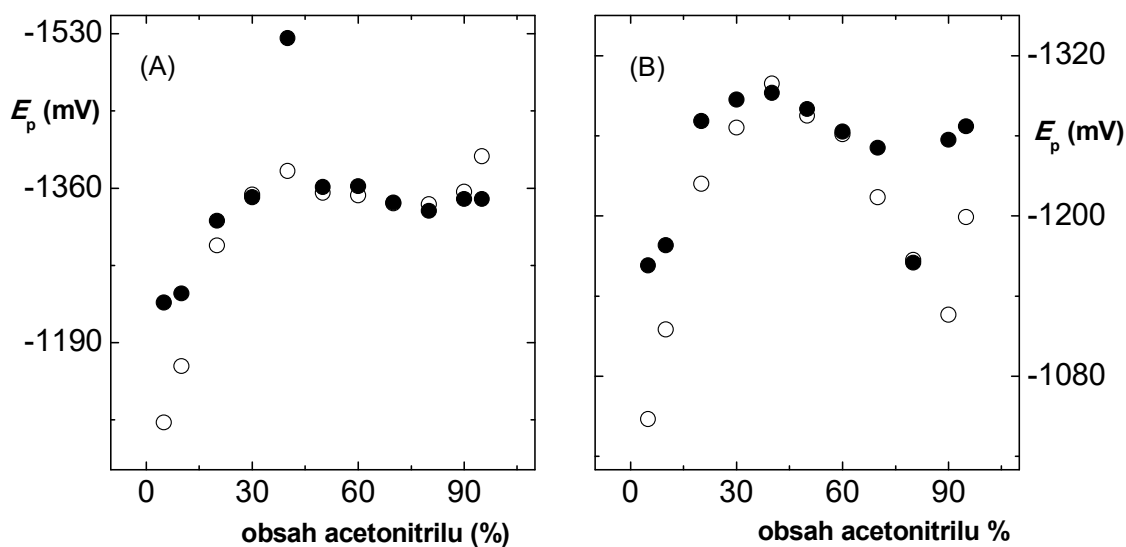 -1530
(A)
E_p (mV)
-1360
-1190
0 30 60 90
obsah acetonitrilu (%)
(B)
-1320
E_p (mV)
-1200
-1080
0 30 60 90
obsah acetonitrilu %